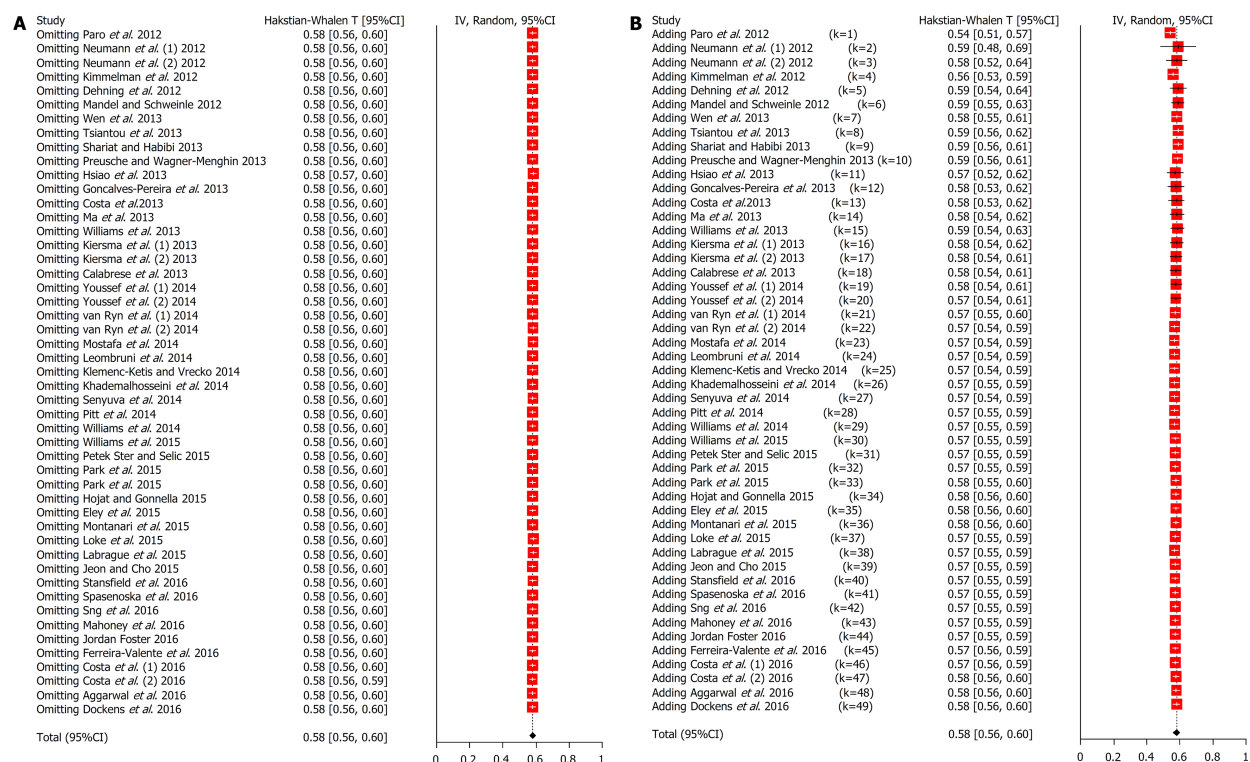 A
Study Hakstian-Whalen T [95%CI] IV, Random, 95%CI
Omitting Paro et al. 2012 0.58 [0.56, 0.60]
Omitting Neumann et al. (1) 2012 0.58 [0.56, 0.60]
Omitting Neumann et al. (2) 2012 0.58 [0.56, 0.60]
Omitting Kimmelman et al. 2012 0.58 [0.56, 0.60]
Omitting Dehning et al. 2012 0.58 [0.56, 0.60]
Omitting Mandel and Schweinle 2012 0.58 [0.56, 0.60]
Omitting Wen et al. 2013 0.58 [0.56, 0.60]
Omitting Tsiantou et al. 2013 0.58 [0.56, 0.60]
Omitting Shariat and Habibi 2013 0.58 [0.56, 0.60]
Omitting Preusche and Wagner-Menghin 2013 0.58 [0.56, 0.60]
Omitting Hsiao et al. 2013 0.58 [0.57, 0.60]
Omitting Goncalves-Pereira et al. 2013 0.58 [0.56, 0.60]
Omitting Costa et al.2013 0.58 [0.56, 0.60]
Omitting Ma et al. 2013 0.58 [0.56, 0.60]
Omitting Williams et al. 2013 0.58 [0.56, 0.60]
Omitting Kiersma et al. (1) 2013 0.58 [0.56, 0.60]
Omitting Kiersma et al. (2) 2013 0.58 [0.56, 0.60]
Omitting Calabrese et al. 2013 0.58 [0.56, 0.60]
Omitting Youssef et al. (1) 2014 0.58 [0.56, 0.60]
Omitting Youssef et al. (2) 2014 0.58 [0.56, 0.60]
Omitting van Ryn et al. (1) 2014 0.58 [0.56, 0.60]
Omitting van Ryn et al. (2) 2014 0.58 [0.56, 0.60]
Omitting Mostafa et al. 2014 0.58 [0.56, 0.60]
Omitting Leombruni et al. 2014 0.58 [0.56, 0.60]
Omitting Klemenc-Ketis and Vrecko 2014 0.58 [0.56, 0.60]
Omitting Khademalhosseini et al. 2014 0.58 [0.56, 0.60]
Omitting Senyuva et al. 2014 0.58 [0.56, 0.60]
Omitting Pitt et al. 2014 0.58 [0.56, 0.60]
Omitting Williams et al. 2014 0.58 [0.56, 0.60]
Omitting Williams et al. 2015 0.58 [0.56, 0.60]
Omitting Petek Ster and Selic 2015 0.58 [0.56, 0.60]
Omitting Park et al. 2015 0.58 [0.56, 0.60]
Omitting Park et al. 2015 0.58 [0.56, 0.60]
Omitting Hojat and Gonnella 2015 0.58 [0.56, 0.60]
Omitting Eley et al. 2015 0.58 [0.56, 0.60]
Omitting Montanari et al. 2015 0.58 [0.56, 0.60]
Omitting Loke et al. 2015 0.58 [0.56, 0.60]
Omitting Labrague et al. 2015 0.58 [0.56, 0.60]
Omitting Jeon and Cho 2015 0.58 [0.56, 0.60]
Omitting Stansfield et al. 2016 0.58 [0.56, 0.60]
Omitting Spasenoska et al. 2016 0.58 [0.56, 0.60]
Omitting Sng et al. 2016 0.58 [0.56, 0.60]
Omitting Mahoney et al. 2016 0.58 [0.56, 0.60]
Omitting Jordan Foster 2016 0.58 [0.56, 0.60]
Omitting Ferreira-Valente et al. 2016 0.58 [0.56, 0.60]
Omitting Costa et al. (1) 2016 0.58 [0.56, 0.60]
Omitting Costa et al. (2) 2016 0.58 [0.56, 0.59]
Omitting Aggarwal et al. 2016 0.58 [0.56, 0.60]
Omitting Dockens et al. 2016 0.58 [0.56, 0.60]
Total (95%CI) 0.58 [0.56, 0.60]
0 0.2 0.4 0.6 0.8 1
B
Study Hakstian-Whalen T [95%CI] IV, Random, 95%CI
Adding Paro et al. 2012 (k=1) 0.54 [0.51, 0.57]
Adding Neumann et al. (1) 2012 (k=2) 0.59 [0.48, 0.69]
Adding Neumann et al. (2) 2012 (k=3) 0.58 [0.52, 0.64]
Adding Kimmelman et al. 2012 (k=4) 0.56 [0.53, 0.59]
Adding Dehning et al. 2012 (k=5) 0.59 [0.54, 0.64]
Adding Mandel and Schweinle 2012 (k=6) 0.59 [0.55, 0.63]
Adding Wen et al. 2013 (k=7) 0.58 [0.55, 0.61]
Adding Tsiantou et al. 2013 (k=8) 0.59 [0.56, 0.62]
Adding Shariat and Habibi 2013 (k=9) 0.59 [0.56, 0.61]
Adding Preusche and Wagner-Menghin 2013 (k=10) 0.59 [0.56, 0.61]
Adding Hsiao et al. 2013 (k=11) 0.57 [0.52, 0.62]
Adding Goncalves-Pereira et al. 2013 (k=12) 0.58 [0.53, 0.62]
Adding Costa et al.2013 (k=13) 0.58 [0.53, 0.62]
Adding Ma et al. 2013 (k=14) 0.58 [0.54, 0.62]
Adding Williams et al. 2013 (k=15) 0.59 [0.54, 0.63]
Adding Kiersma et al. (1) 2013 (k=16) 0.58 [0.54, 0.62]
Adding Kiersma et al. (2) 2013 (k=17) 0.58 [0.54, 0.61]
Adding Calabrese et al. 2013 (k=18) 0.58 [0.54, 0.61]
Adding Youssef et al. (1) 2014 (k=19) 0.58 [0.54, 0.61]
Adding Youssef et al. (2) 2014 (k=20) 0.57 [0.54, 0.61]
Adding van Ryn et al. (1) 2014 (k=21) 0.57 [0.55, 0.60]
Adding van Ryn et al. (2) 2014 (k=22) 0.57 [0.54, 0.59]
Adding Mostafa et al. 2014 (k=23) 0.57 [0.54, 0.59]
Adding Leombruni et al. 2014 (k=24) 0.57 [0.54, 0.59]
Adding Klemenc-Ketis and Vrecko 2014 (k=25) 0.57 [0.54, 0.59]
Adding Khademalhosseini et al. 2014 (k=26) 0.57 [0.55, 0.59]
Adding Senyuva et al. 2014 (k=27) 0.57 [0.54, 0.59]
Adding Pitt et al. 2014 (k=28) 0.57 [0.55, 0.59]
Adding Williams et al. 2014 (k=29) 0.57 [0.55, 0.59]
Adding Williams et al. 2015 (k=30) 0.57 [0.55, 0.59]
Adding Petek Ster and Selic 2015 (k=31) 0.57 [0.55, 0.59]
Adding Park et al. 2015 (k=32) 0.57 [0.55, 0.59]
Adding Park et al. 2015 (k=33) 0.58 [0.55, 0.60]
Adding Hojat and Gonnella 2015 (k=34) 0.58 [0.56, 0.60]
Adding Eley et al. 2015 (k=35) 0.58 [0.56, 0.60]
Adding Montanari et al. 2015 (k=36) 0.58 [0.56, 0.60]
Adding Loke et al. 2015 (k=37) 0.57 [0.55, 0.59]
Adding Labrague et al. 2015 (k=38) 0.57 [0.55, 0.59]
Adding Jeon and Cho 2015 (k=39) 0.57 [0.55, 0.59]
Adding Stansfield et al. 2016 (k=40) 0.57 [0.55, 0.59]
Adding Spasenoska et al. 2016 (k=41) 0.57 [0.55, 0.59]
Adding Sng et al. 2016 (k=42) 0.57 [0.55, 0.59]
Adding Mahoney et al. 2016 (k=43) 0.57 [0.55, 0.59]
Adding Jordan Foster 2016 (k=44) 0.57 [0.55, 0.59]
Adding Ferreira-Valente et al. 2016 (k=45) 0.57 [0.56, 0.59]
Adding Costa et al. (1) 2016 (k=46) 0.57 [0.56, 0.59]
Adding Costa et al. (2) 2016 (k=47) 0.58 [0.56, 0.60]
Adding Aggarwal et al. 2016 (k=48) 0.58 [0.56, 0.60]
Adding Dockens et al. 2016 (k=49) 0.58 [0.56, 0.60]
Total (95%CI) 0.58 [0.56, 0.60]
0 0.2 0.4 0.6 0.8 1